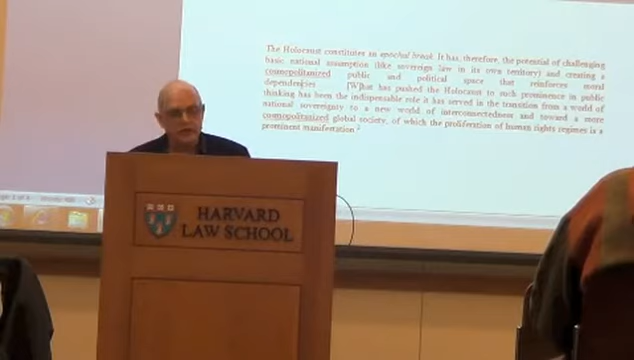 The Holocaust constitutes an epochal break. It has, therefore, the potential of challenging
basic national assumption (like sovereign law in its own territory) and creating a
cosmopolitanized public and political space that reinforces moral
dependencies [W]hat has pushed the Holocaust to such prominence in public
thinking has been the indispensable role it has served in the transition from a world of
national sovereignty to a new world of interconnectedness and toward a more
cosmopolitanized global society, of which the proliferation of human rights regimes is a
prominent manifestation
HARVARD
LAW SCHOOL